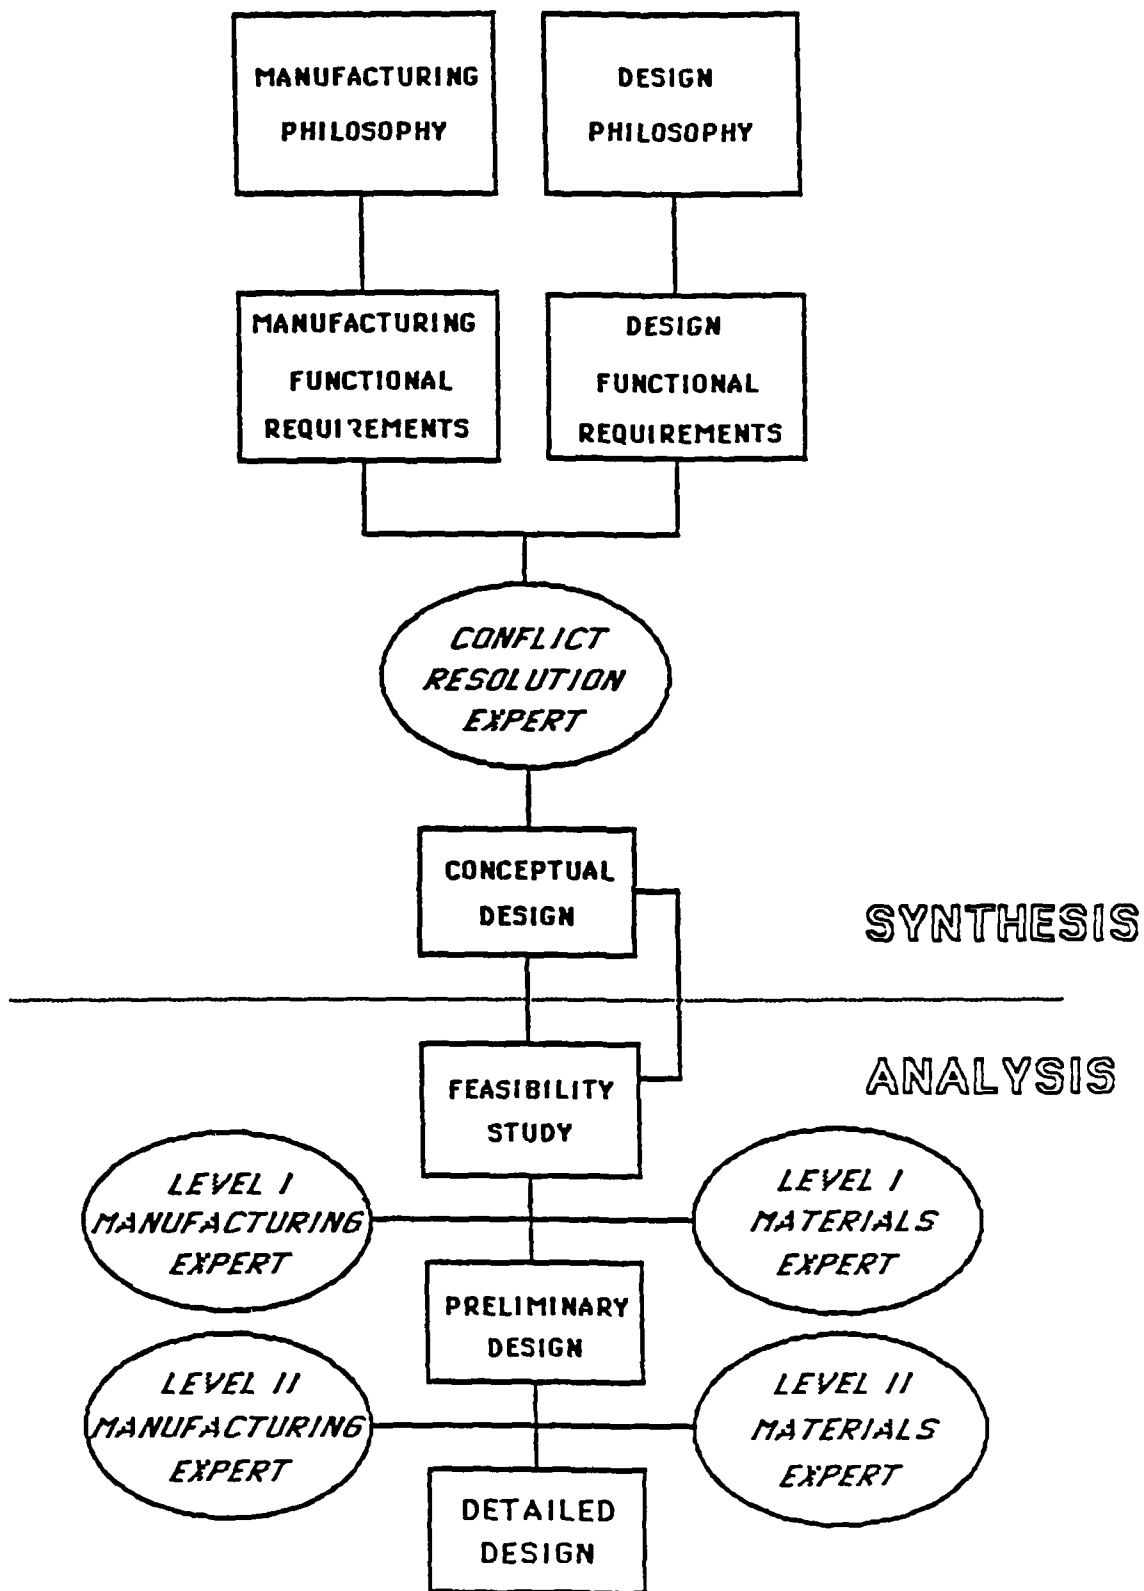 MANUFACTURING
PHILOSOPHY
DESIGN
PHILOSOPHY
MANUFACTURING
FUNCTIONAL
REQUIREMENTS
DESIGN
FUNCTIONAL
REQUIREMENTS
CONFLICT
RESOLUTION
EXPERT
CONCEPTUAL
DESIGN
SYNTHESIS
ANALYSIS
FEASIBILITY
STUDY
LEVEL I
MANUFACTURING
EXPERT
LEVEL I
MATERIALS
EXPERT
PRELIMINARY
DESIGN
LEVEL II
MANUFACTURING
EXPERT
LEVEL II
MATERIALS
EXPERT
DETAILED
DESIGN